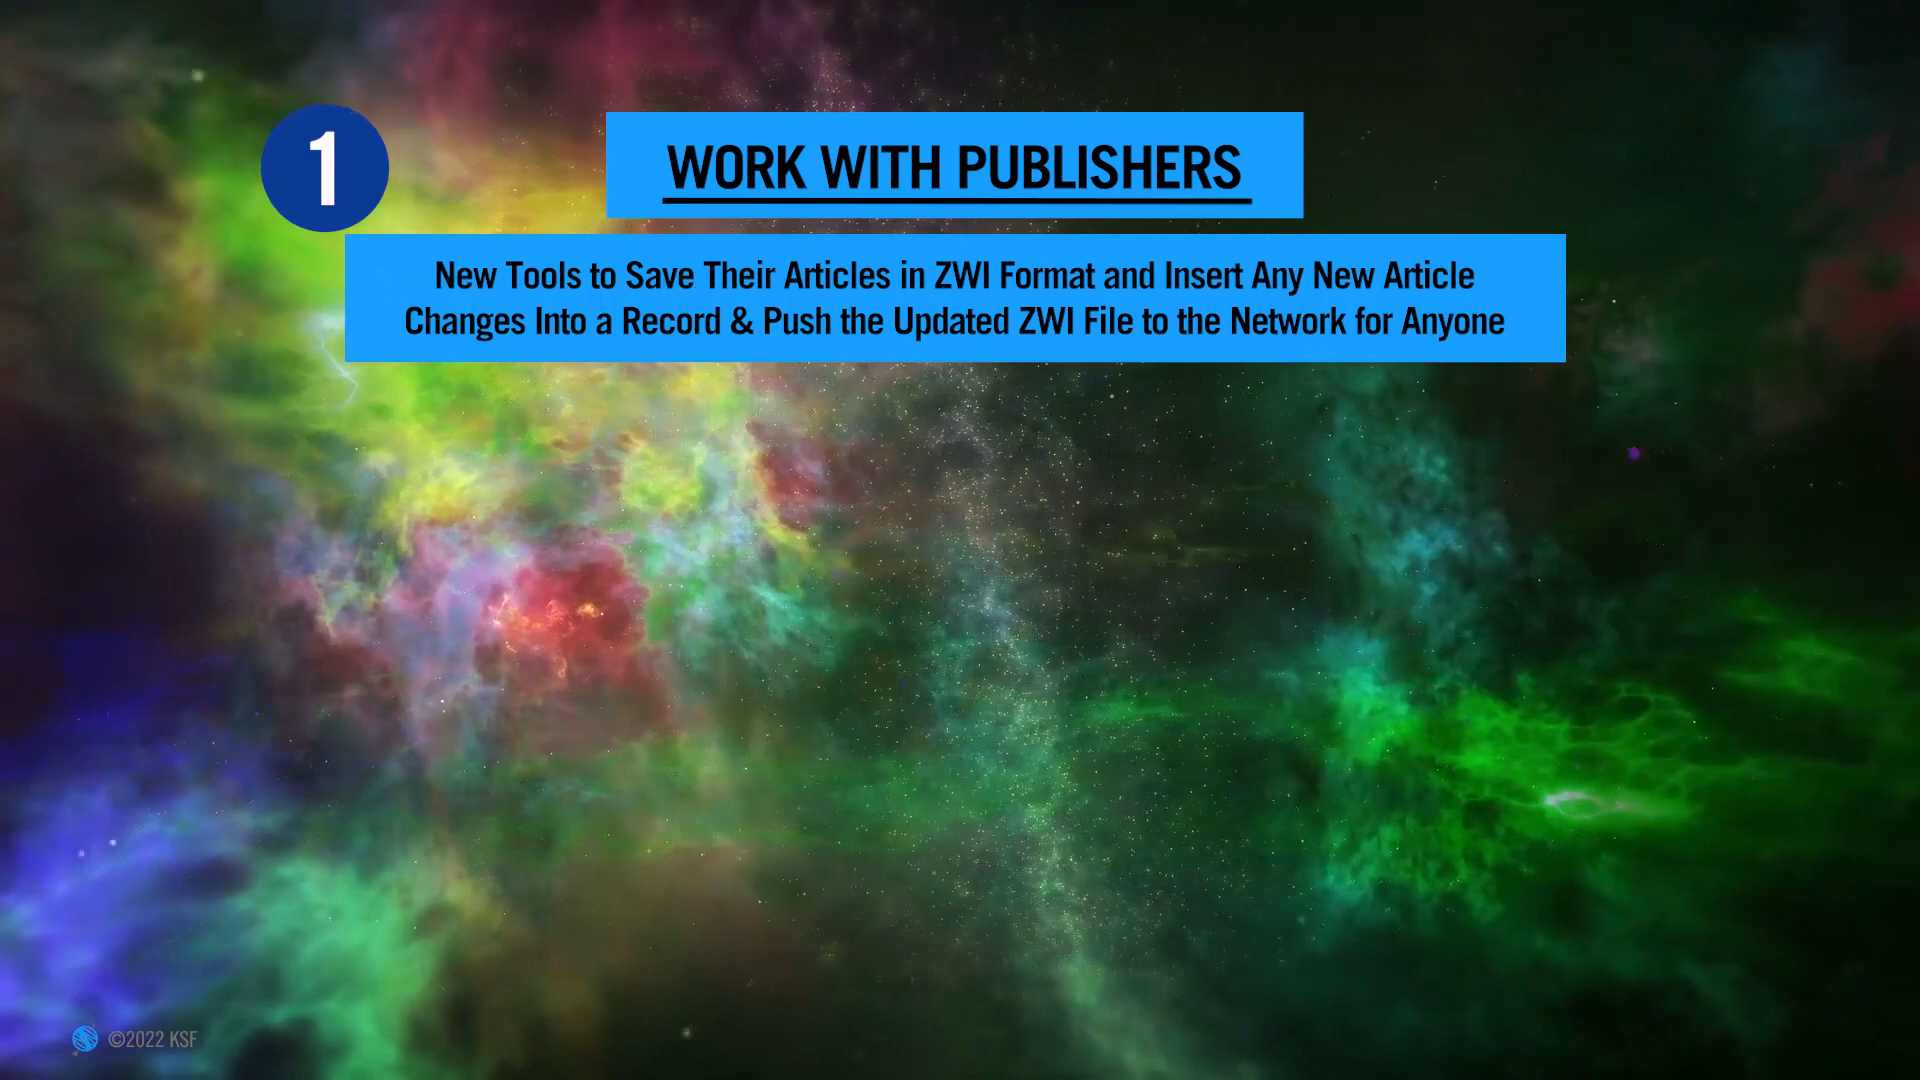 1
WORK WITH PUBLISHERS
New Tools to Save Their Articles in ZWI Format and Insert Any New Article
Changes Into a Record & Push the Updated ZWI File to the Network for Anyone
©2022 KSF